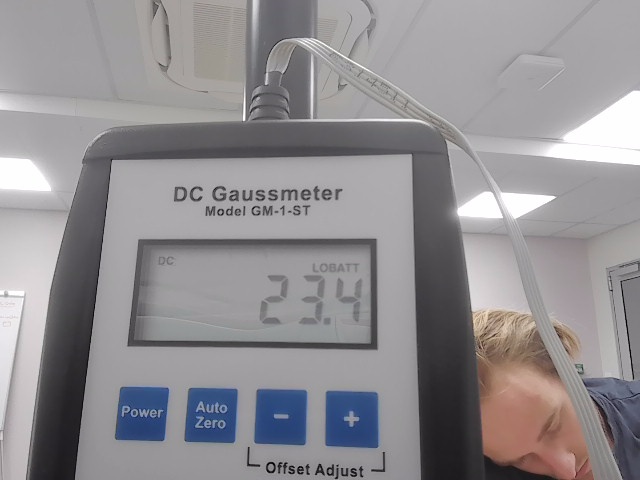 DC Gaussmeter
Model GM-1-ST
DC
LOBATT
23.4
Power
Auto
Zero
-
+
Offset Adjust